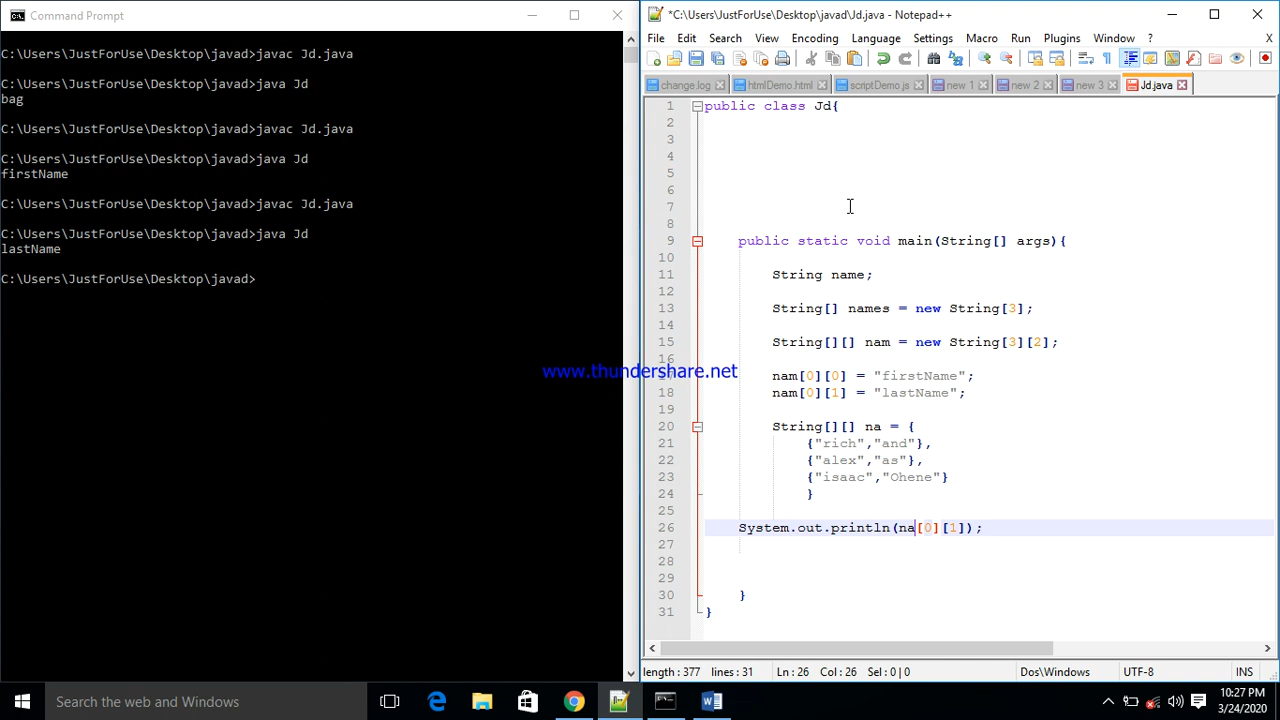 Command Prompt
C:\Users\JustForUse\Desktop\javad>javac Jd.java
C:\Users\JustForUse\Desktop\javad>java Jd
bag
C:\Users\JustForUse\Desktop\javad>javac Jd.java
C:\Users\JustForUse\Desktop\javad>java Jd
firstName
C:\Users\JustForUse\Desktop\javad>javac Jd.java
C:\Users\JustForUse\Desktop\javad>java Jd
lastName
C:\Users\JustForUse\Desktop\javad>
*C:\Users\JustForUse\Desktop\javad\Jd.java - Notepad++
File Edit Search View Encoding Language Settings Macro Run Plugins Window ? X
change.log htmlDemo.html scriptDemo.js new 1 new 2 new 3 Jd.java
1 public class Jd{
2
3
4
5
6
7
8
9 public static void main(String[] args){
10
11 String name;
12
13 String[] names = new String[3];
14
15 String[][] nam = new String[3][2];
16
nam[0][0] = "firstName";
18 nam[0][1] = "lastName";
19
20 String[][] na = {
21 {"rich","and"},
22 {"alex","as"},
23 {"isaac","Ohene"}
24 }
25
26 System.out.println(na[0][1]);
27
28
29
30 }
31 }
www.thundershare.net
length : 377 lines : 31 Ln : 26 Col : 26 Sel : 0 | 0 Dos\Windows UTF-8 INS
Search the web and Windows
10:27 PM
3/24/2020